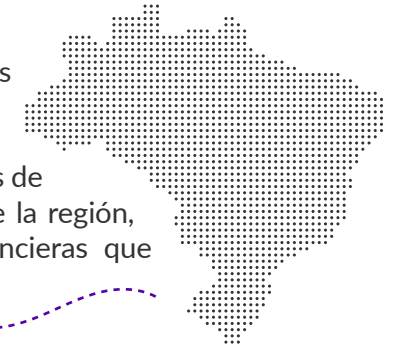 s
s de
e la región,
ncieras que